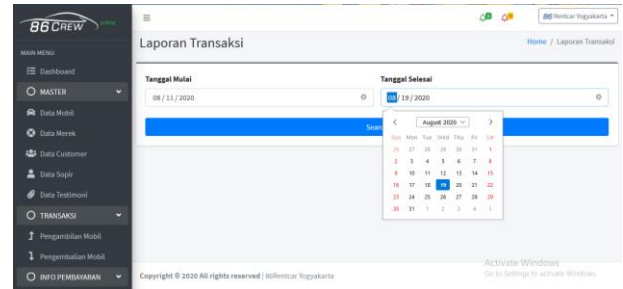 86CREW online
86 Rentcar Yogyakarta
MAIN MENU
Laporan Transaksi
Home / Laporan Transaksi
Dashboard
MASTER
Data Mobil
Data Merek
Data Customer
Data Sopir
Data Testimoni
TRANSAKSI
Pengambilan Mobil
Pengembalian Mobil
INFO PEMBAYARAN
Tanggal Mulai
08 / 11 / 2020
Tanggal Selesai
08 / 19 / 2020
August 2020
Sun Mon Tue Wed Thu Fri Sat
26 27 28 29 30 31 1
2 3 4 5 6 7 8
9 10 11 12 13 14 15
16 17 18 19 20 21 22
23 24 25 26 27 28 29
30 31 1 2 3 4 5
Activate Windows
Go to Settings to activate Windows.
Copyright © 2020 All rights reserved | 86Rentcar Yogyakarta